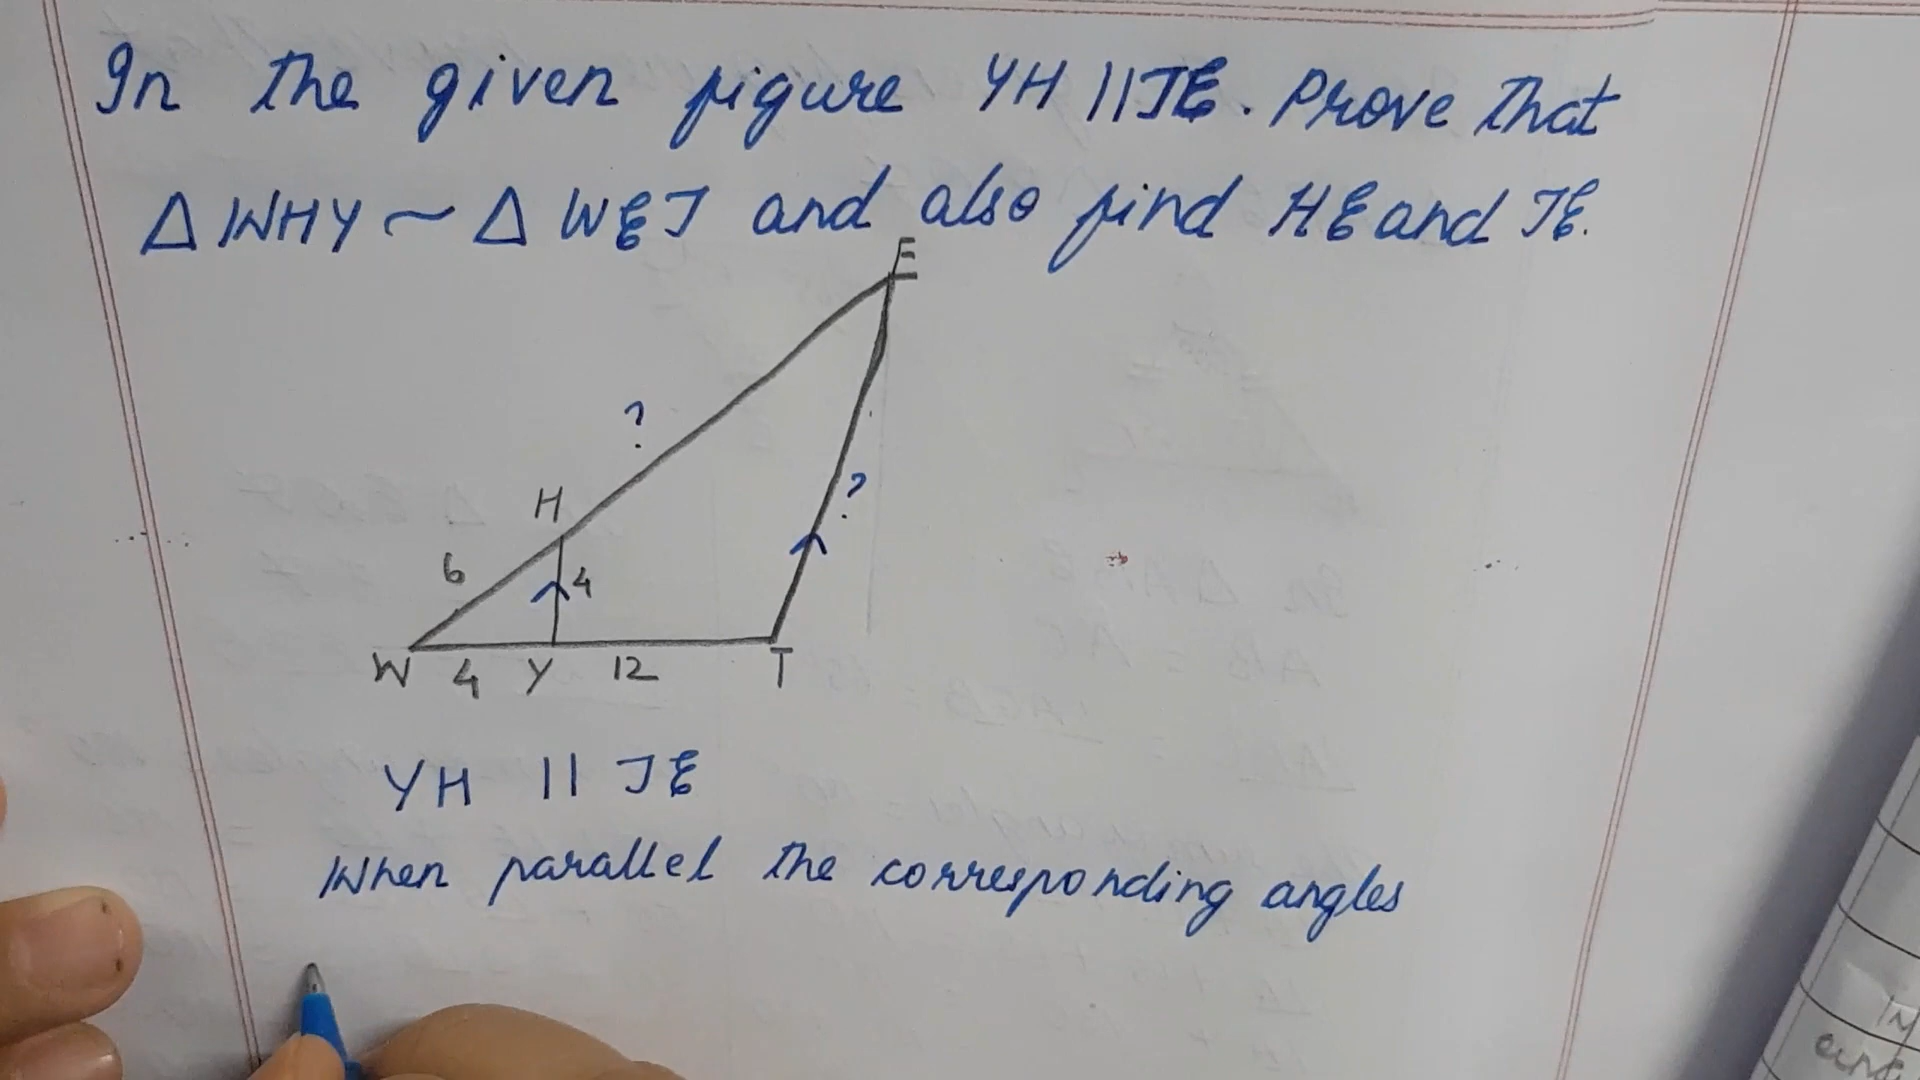 In the given figure YH || TE. Prove that
Δ WHY ~ Δ WET and also find HE and TE.
E
?
H
?
6
4
W 4 Y 12 T
YH || TE
When parallel the corresponding angles